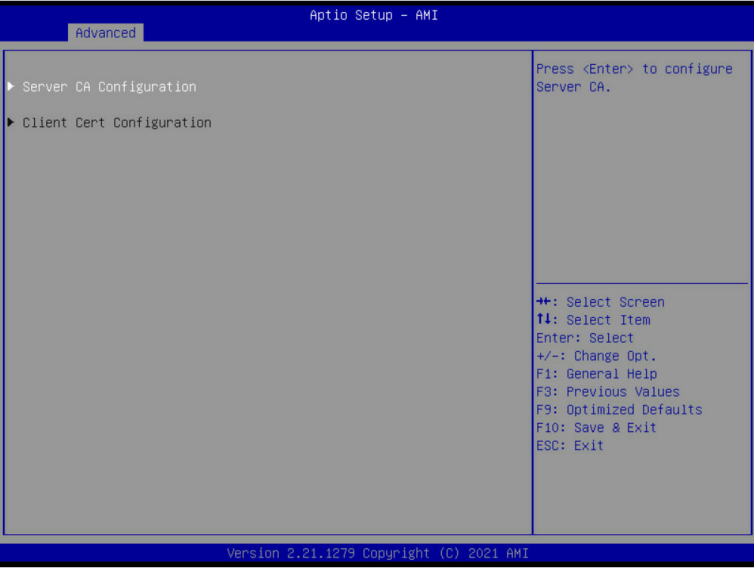 Aptio Setup – AMI
Advanced
▶ Server CA Configuration
▶ Client Cert Configuration
Press <Enter> to configure
Server CA.
→←: Select Screen
↑↓: Select Item
Enter: Select
+/-: Change Opt.
F1: General Help
F3: Previous Values
F9: Optimized Defaults
F10: Save & Exit
ESC: Exit
Version 2.21.1279 Copyright (C) 2021 AMI